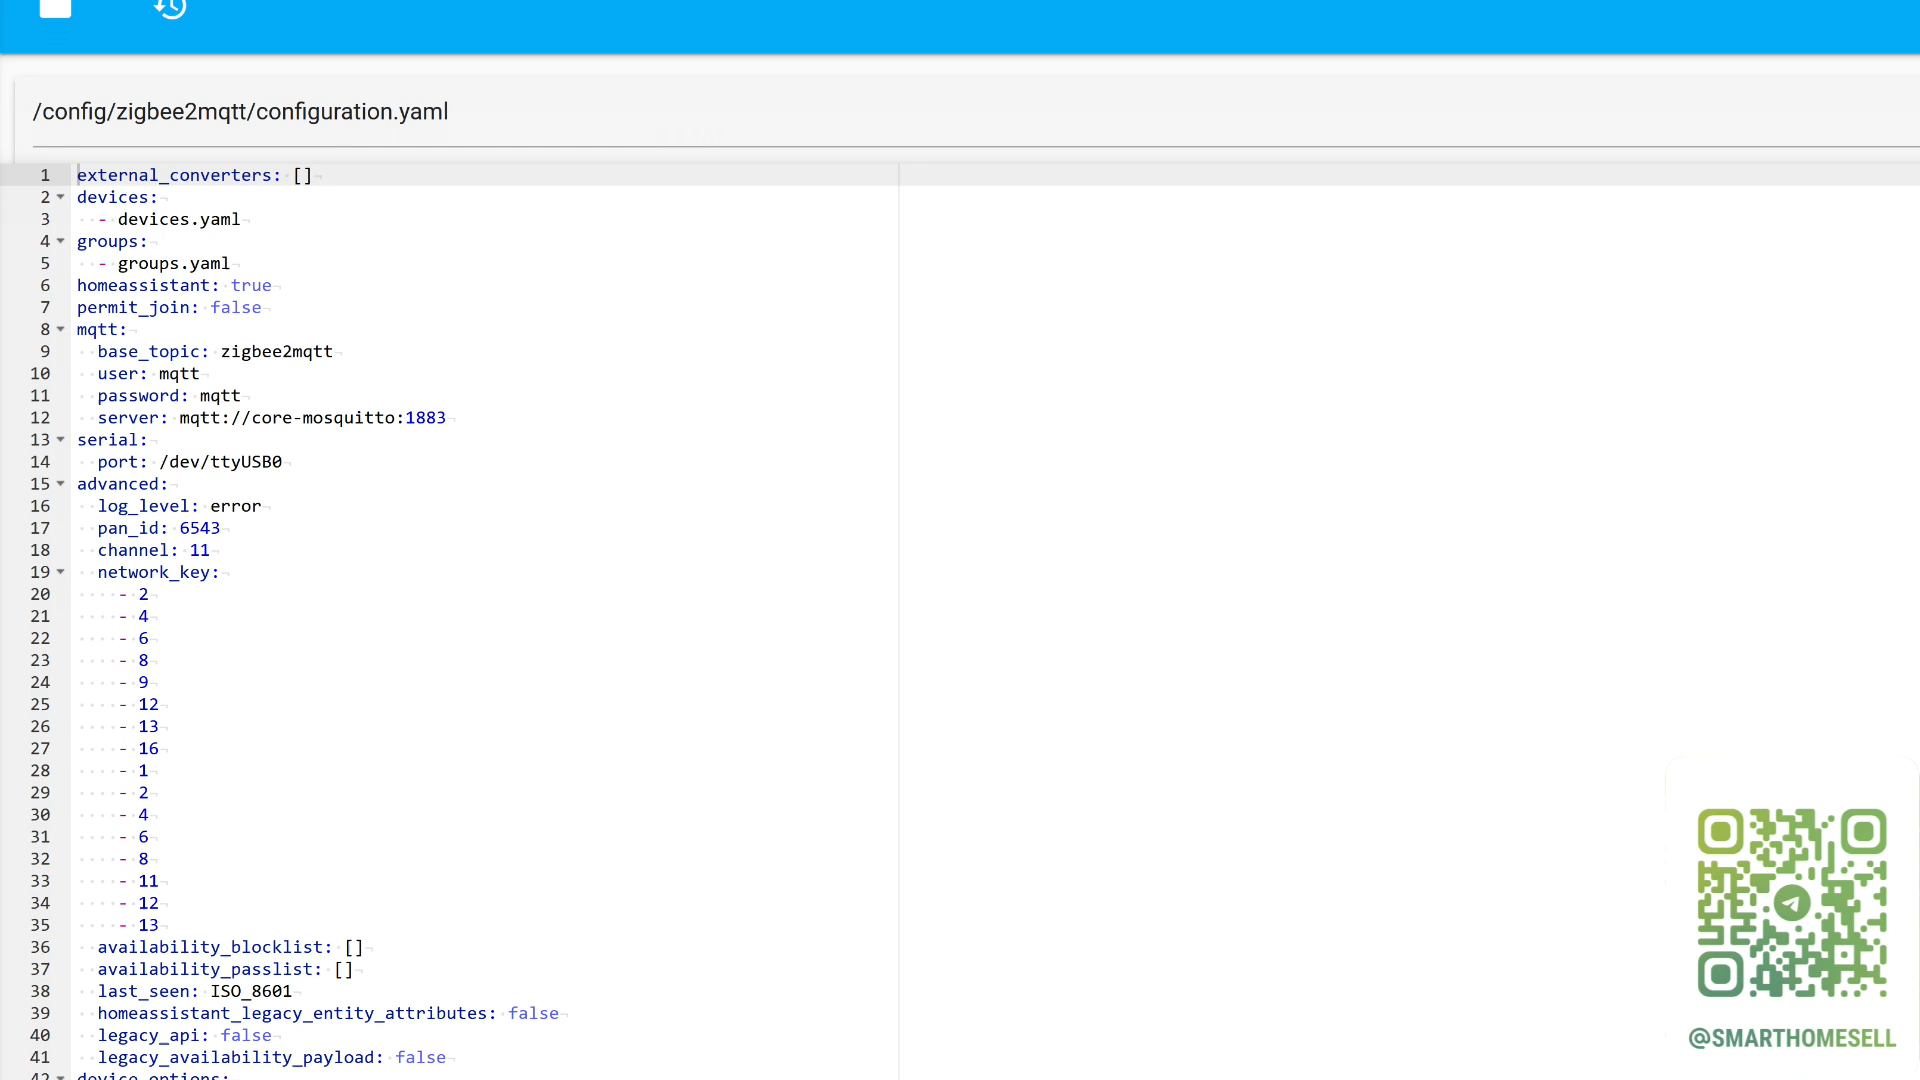 /config/zigbee2mqtt/configuration.yaml
1 external_converters: []
2 devices:
3 - devices.yaml
4 groups:
5 - groups.yaml
6 homeassistant: true
7 permit_join: false
8 mqtt:
9 base_topic: zigbee2mqtt
10 user: mqtt
11 password: mqtt
12 server: mqtt://core-mosquitto:1883
13 serial:
14 port: /dev/ttyUSB0
15 advanced:
16 log_level: error
17 pan_id: 6543
18 channel: 11
19 network_key:
20 - 2
21 - 4
22 - 6
23 - 8
24 - 9
25 - 12
26 - 13
27 - 16
28 - 1
29 - 2
30 - 4
31 - 6
32 - 8
33 - 11
34 - 12
35 - 13
36 availability_blocklist: []
37 availability_passlist: []
38 last_seen: ISO_8601
39 homeassistant_legacy_entity_attributes: false
40 legacy_api: false
41 legacy_availability_payload: false
42 device_options:
@SMARTHOMESELL